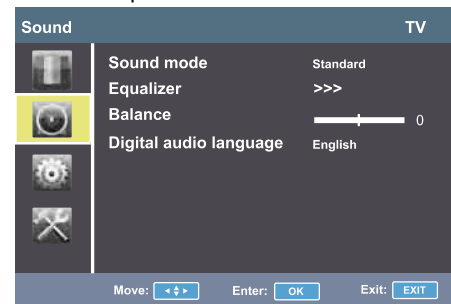 Sound TV
Sound mode Standard
Equalizer >>>
Balance 0
Digital audio language English
Move: Enter: OK Exit: EXIT